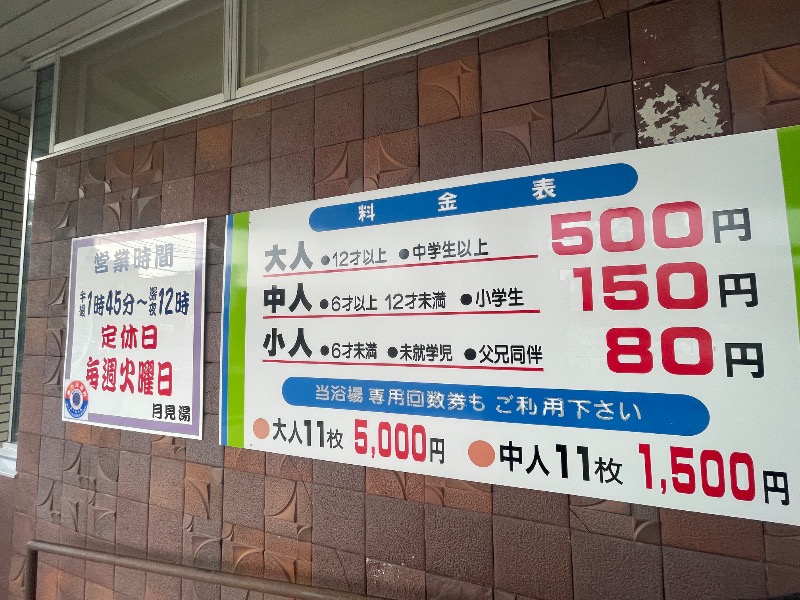 営業時間
午後1時45分～深夜12時
定休日
毎週火曜日
月見湯
料金表
大人 ●12才以上 ●中学生以上 500円
中人 ●6才以上 12才未満 ●小学生 150円
小人 ●6才未満 ●未就学児 ●父兄同伴 80円
当浴場 専用回数券も ご利用下さい
●大人11枚 5,000円 ●中人11枚 1,500円